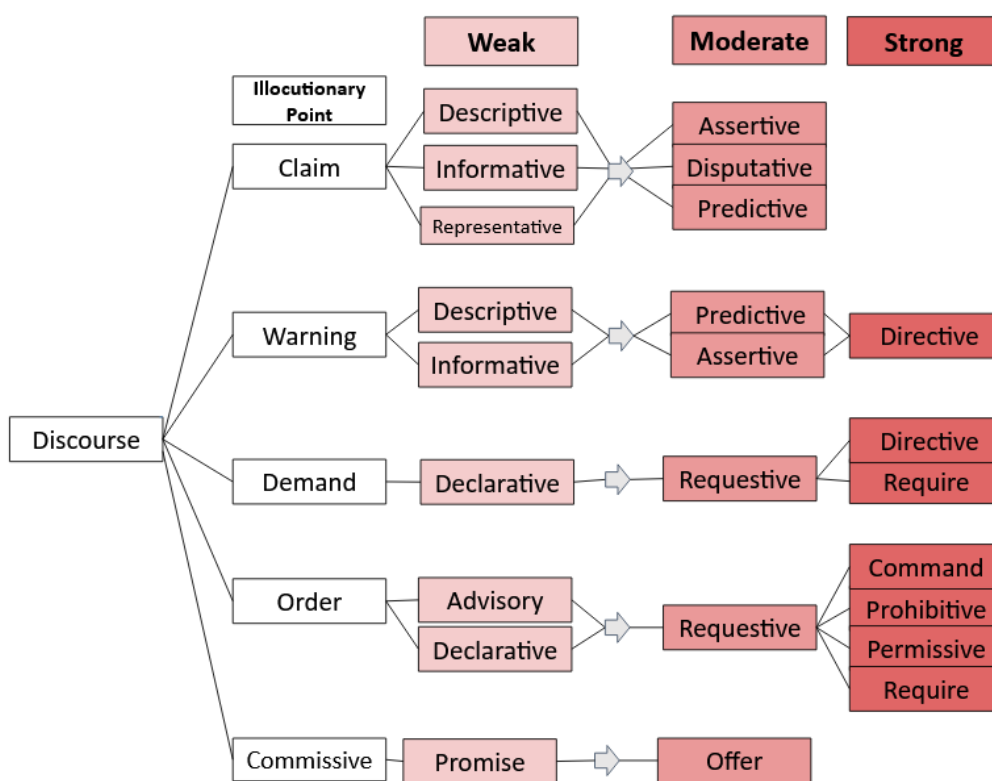 Weak
Moderate
Strong
Illocutionary
Point
Claim
Descriptive
Informative
Representative
Assertive
Disputative
Predictive
Warning
Descriptive
Informative
Predictive
Assertive
Directive
Discourse
Demand
Declarative
Requestive
Directive
Require
Order
Advisory
Declarative
Requestive
Command
Prohibitive
Permissive
Require
Commissive
Promise
Offer